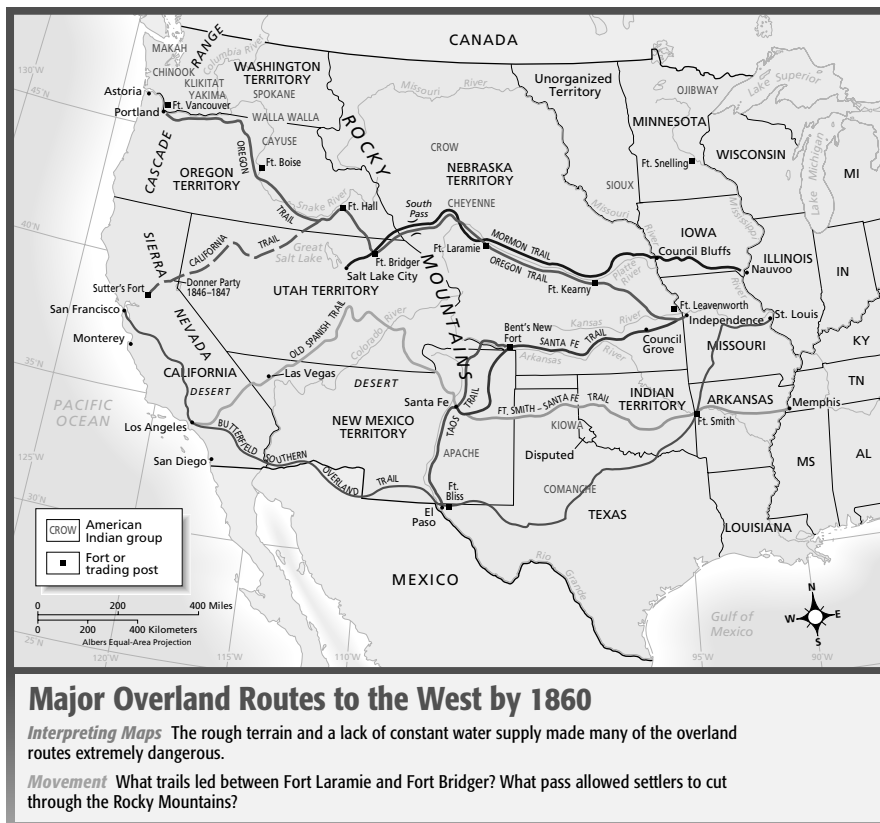 CANADA
MAKAH
RANGE
Columbia River
CHINOOK
WASHINGTON
TERRITORY
KLIKITAT
YAKIMA
SPOKANE
130°W
45°N
Astoria
Ft. Vancouver
Portland
WALLA WALLA
CAYUSE
CASCADE
OREGON
TERRITORY
OREGON
TRAIL
Ft. Boise
Snake River
Ft. Hall
ROCKY
MOUNTAINS
Missouri River
CROW
NEBRASKA
TERRITORY
CHEYENNE
South
Pass
Unorganized
Territory
OJIBWAY
Lake Superior
MINNESOTA
Ft. Snelling
WISCONSIN
Lake Michigan
MI
SIOUX
Missouri
River
Mississippi
River
40°N
SIERRA
NEVADA
CALIFORNIA
TRAIL
Great
Salt Lake
Ft. Bridger
Salt Lake City
Ft. Laramie
MORMON TRAIL
OREGON TRAIL
Ft. Kearny
Platte
River
IOWA
Council Bluffs
ILLINOIS
Nauvoo
IN
Sutter's Fort
Donner Party
1846–1847
UTAH TERRITORY
San Francisco
Monterey
OLD SPANISH TRAIL
Colorado River
Bent's New
Fort
SANTA FE TRAIL
Kansas River
Arkansas
River
Council
Grove
Ft. Leavenworth
Independence
St. Louis
MISSOURI
KY
35°N
CALIFORNIA
DESERT
Las Vegas
DESERT
PACIFIC
OCEAN
Los Angeles
San Diego
NEW MEXICO
TERRITORY
Santa Fe
TAOS
TRAIL
FT. SMITH–SANTA FE TRAIL
KIOWA
INDIAN
TERRITORY
ARKANSAS
Ft. Smith
TN
Memphis
BUTTERFIELD SOUTHERN OVERLAND TRAIL
APACHE
Disputed
COMANCHE
MS
AL
125°W
30°N
Ft.
Bliss
El
Paso
TEXAS
LOUISIANA
CROW
American
Indian group
Fort or
trading post
MEXICO
Rio
Grande
Gulf of
Mexico
N
W
E
S
0 200 400 Miles
0 200 400 Kilometers
Albers Equal-Area Projection
25°N
120°W
115°W
110°W
95°W
90°W
Major Overland Routes to the West by 1860
Interpreting Maps The rough terrain and a lack of constant water supply made many of the overland
routes extremely dangerous.
Movement What trails led between Fort Laramie and Fort Bridger? What pass allowed settlers to cut
through the Rocky Mountains?